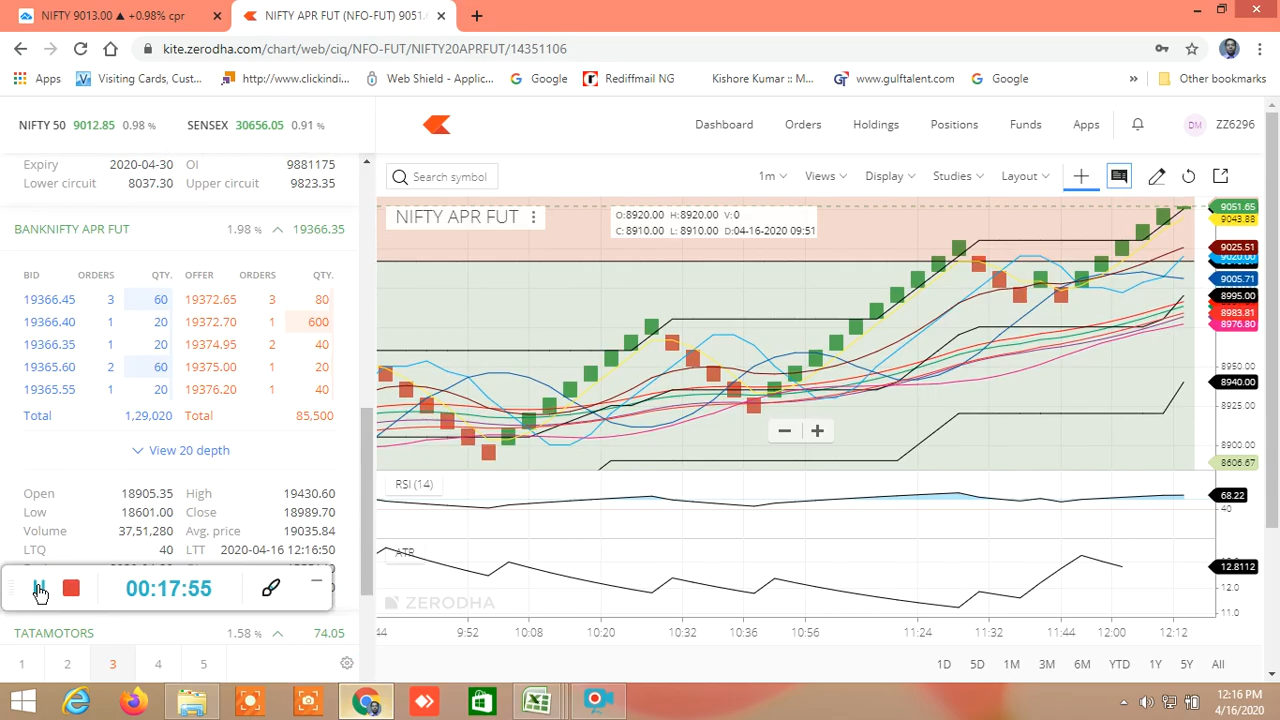 NIFTY 9013.00 ▲ +0.98% cpr
NIFTY APR FUT (NFO-FUT) 9051.
kite.zerodha.com/chart/web/ciq/NFO-FUT/NIFTY20APRFUT/14351106
Apps Visiting Cards, Cust... http://www.clickindi... Web Shield - Applic... Google Rediffmail NG Kishore Kumar :: M... www.gulftalent.com Google » Other bookmarks
NIFTY 50 9012.85 0.98 % SENSEX 30656.05 0.91 %
Dashboard Orders Holdings Positions Funds Apps DM ZZ6296
Expiry 2020-04-30 OI 9881175
Lower circuit 8037.30 Upper circuit 9823.35
BANKNIFTY APR FUT 1.98 % 19366.35
BID ORDERS QTY. OFFER ORDERS QTY.
19366.45 3 60 19372.65 3 80
19366.40 1 20 19372.70 1 600
19366.35 1 20 19374.95 2 40
19365.60 2 60 19375.00 1 20
19365.55 1 20 19376.20 1 40
Total 1,29,020 Total 85,500
View 20 depth
Open 18905.35 High 19430.60
Low 18601.00 Close 18989.70
Volume 37,51,280 Avg. price 19035.84
LTQ 40 LTT 2020-04-16 12:16:50
00:17:55
TATAMOTORS 1.58 % 74.05
1 2 3 4 5
Search symbol 1m Views Display Studies Layout
NIFTY APR FUT
O:8920.00 H:8920.00 V:0
C:8910.00 L: 8910.00 D:04-16-2020 09:51
9051.65
9043.88
9025.51
9020.00
9005.71
8995.00
8983.81
8976.80
8950.00
8940.00
8925.00
8900.00
8606.67
RSI (14)
68.22
40
ATR
12.8112
12.0
11.0
ZERODHA
:44 9:52 10:08 10:20 10:32 10:36 10:56 11:24 11:32 11:44 12:00 12:12
1D 5D 1M 3M 6M YTD 1Y 5Y All
12:16 PM
4/16/2020